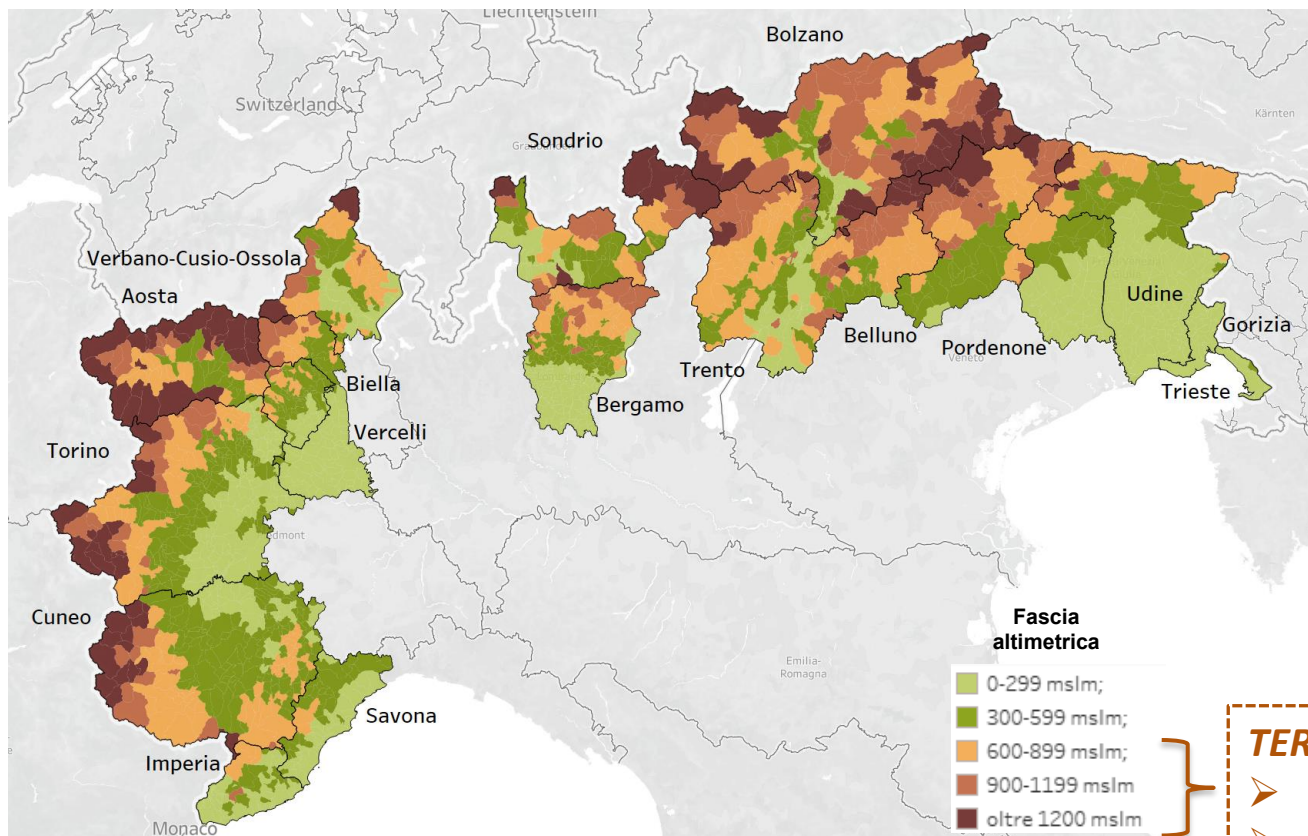 Liechtenstein
Bolzano
Switzerland
Sondrio
Kärnten
Verbano-Cusio-Ossola
Aosta
Udine
Gorizia
Belluno
Pordenone
Veneto
Trento
Trieste
Biella
Bergamo
Vercelli
Torino
Cuneo
Savona
Imperia
Monaco
Emilia-
Romagna
Fascia
altimetrica
0-299 mslm;
300-599 mslm;
600-899 mslm;
900-1199 mslm
oltre 1200 mslm
TER